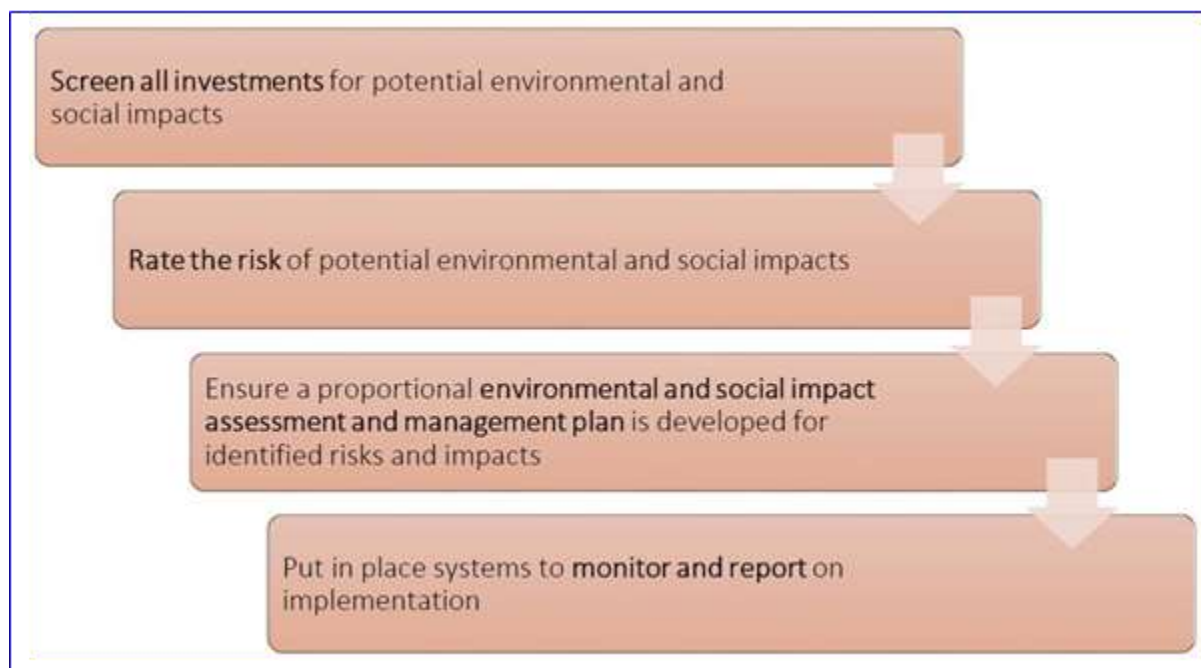 Screen all investments for potential environmental and
social impacts
Rate the risk of potential environmental and social impacts
Ensure a proportional environmental and social impact
assessment and management plan is developed for
identified risks and impacts
Put in place systems to monitor and report on
implementation